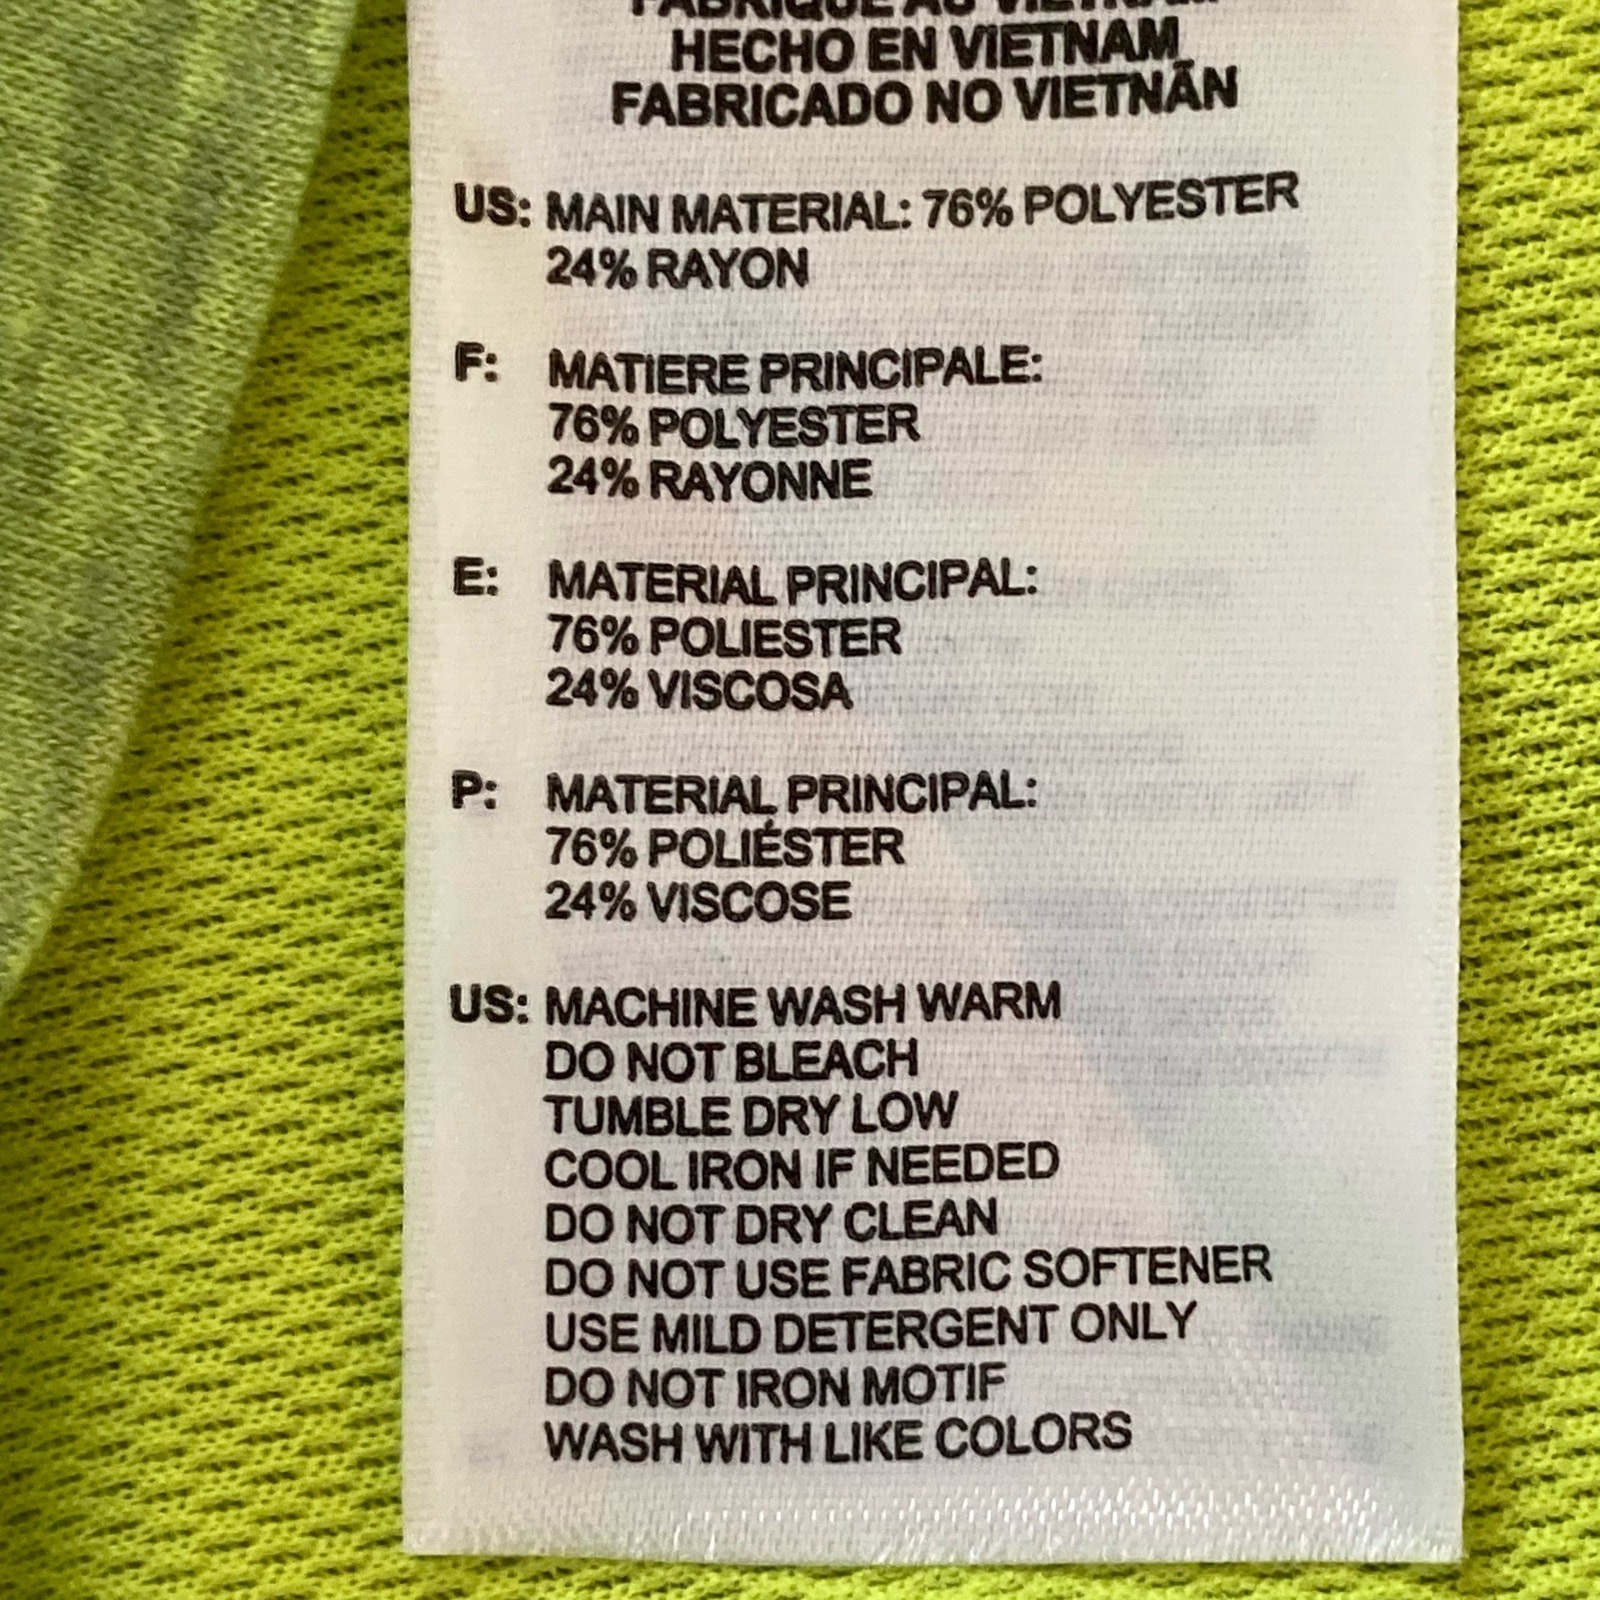 FABRIQUE AU VIETNAM
HECHO EN VIETNAM
FABRICADO NO VIETNÃN
US: MAIN MATERIAL: 76% POLYESTER
24% RAYON
F: MATIERE PRINCIPALE:
76% POLYESTER
24% RAYONNE
E: MATERIAL PRINCIPAL:
76% POLIESTER
24% VISCOSA
P: MATERIAL PRINCIPAL:
76% POLIÉSTER
24% VISCOSE
US: MACHINE WASH WARM
DO NOT BLEACH
TUMBLE DRY LOW
COOL IRON IF NEEDED
DO NOT DRY CLEAN
DO NOT USE FABRIC SOFTENER
USE MILD DETERGENT ONLY
DO NOT IRON MOTIF
WASH WITH LIKE COLORS